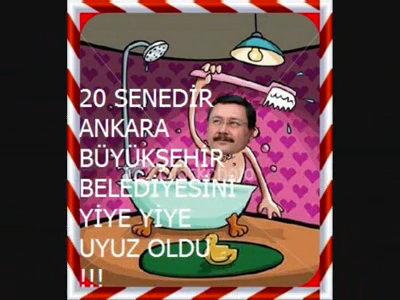 20 SENEDİR
ANKARA
BÜYÜKŞEHİR
BELEDİYESİNİ
YİYE YİYE
UYUZ OLDU
!!!